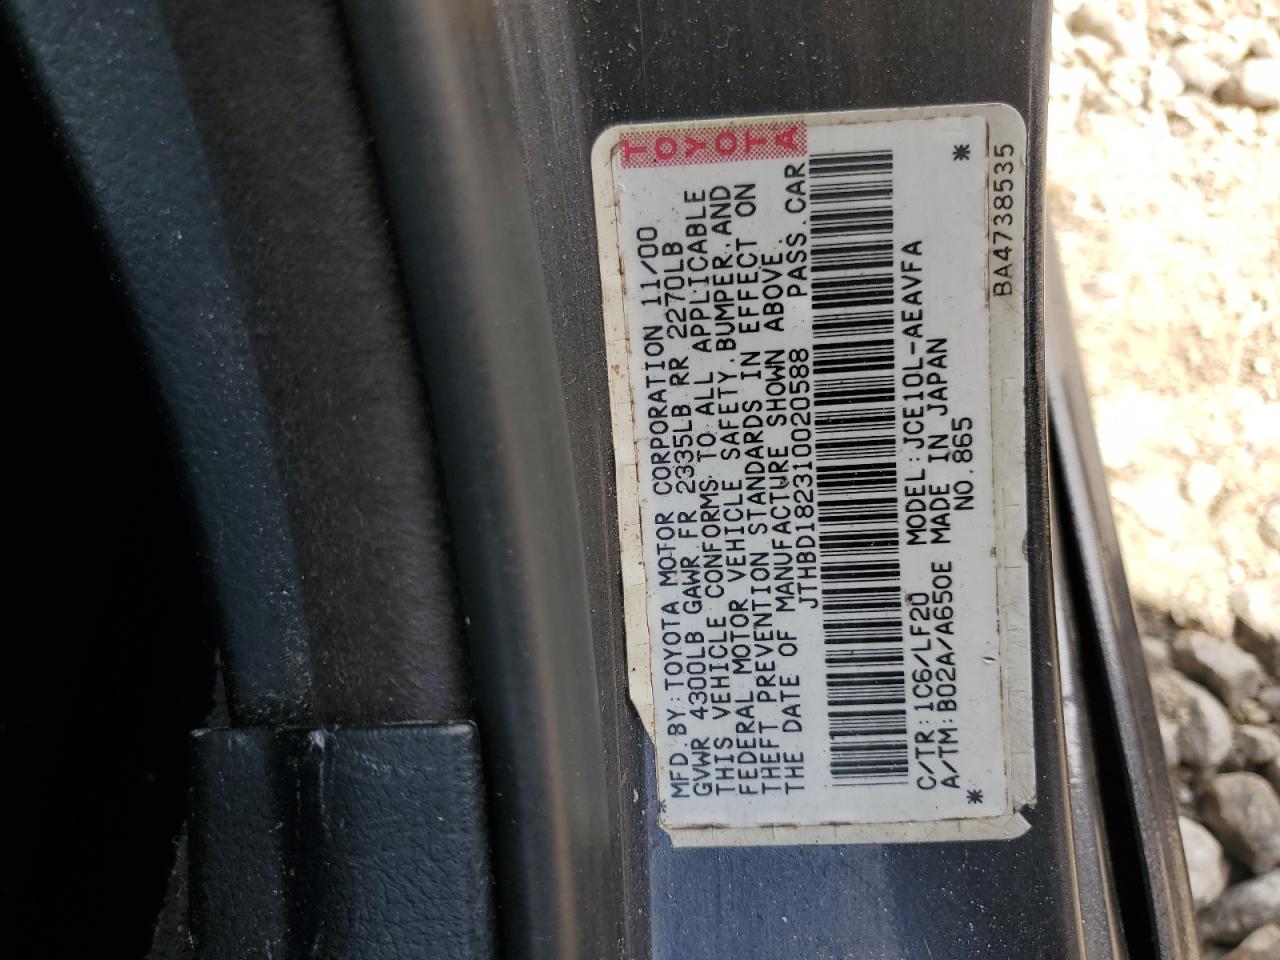 TOYOTA
MFD.BY:TOYOTA MOTOR CORPORATION 11/00
GVWR 4300LB GAWR FR 2335LB RR 2270LB
THIS VEHICLE CONFORMS TO ALL APPLICABLE
FEDERAL MOTOR VEHICLE SAFETY,BUMPER,AND
THEFT PREVENTION STANDARDS IN EFFECT ON
THE DATE OF MANUFACTURE SHOWN ABOVE.
JTHBD182310020588 PASS.CAR
C/TR:1C6/LF20 MODEL:JCE10L-AEAVFA
A/TM:B02A/A650E MADE IN JAPAN
* NO.865 *
BA4738535